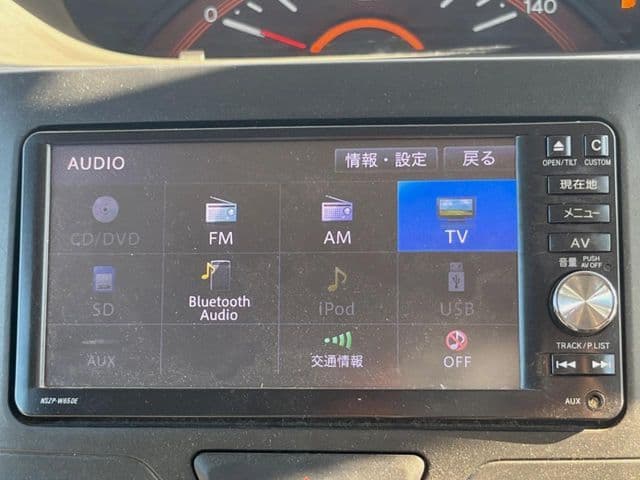 0
140
AUDIO
情報・設定
戻る
OPEN/TILT
C
CUSTOM
CD/DVD
FM
AM
TV
現在地
メニュー
AV
SD
Bluetooth Audio
iPod
USB
音量
PUSH
AV OFF
AUX
交通情報
OFF
TRACK/P.LIST
NSZP-W65DE
AUX